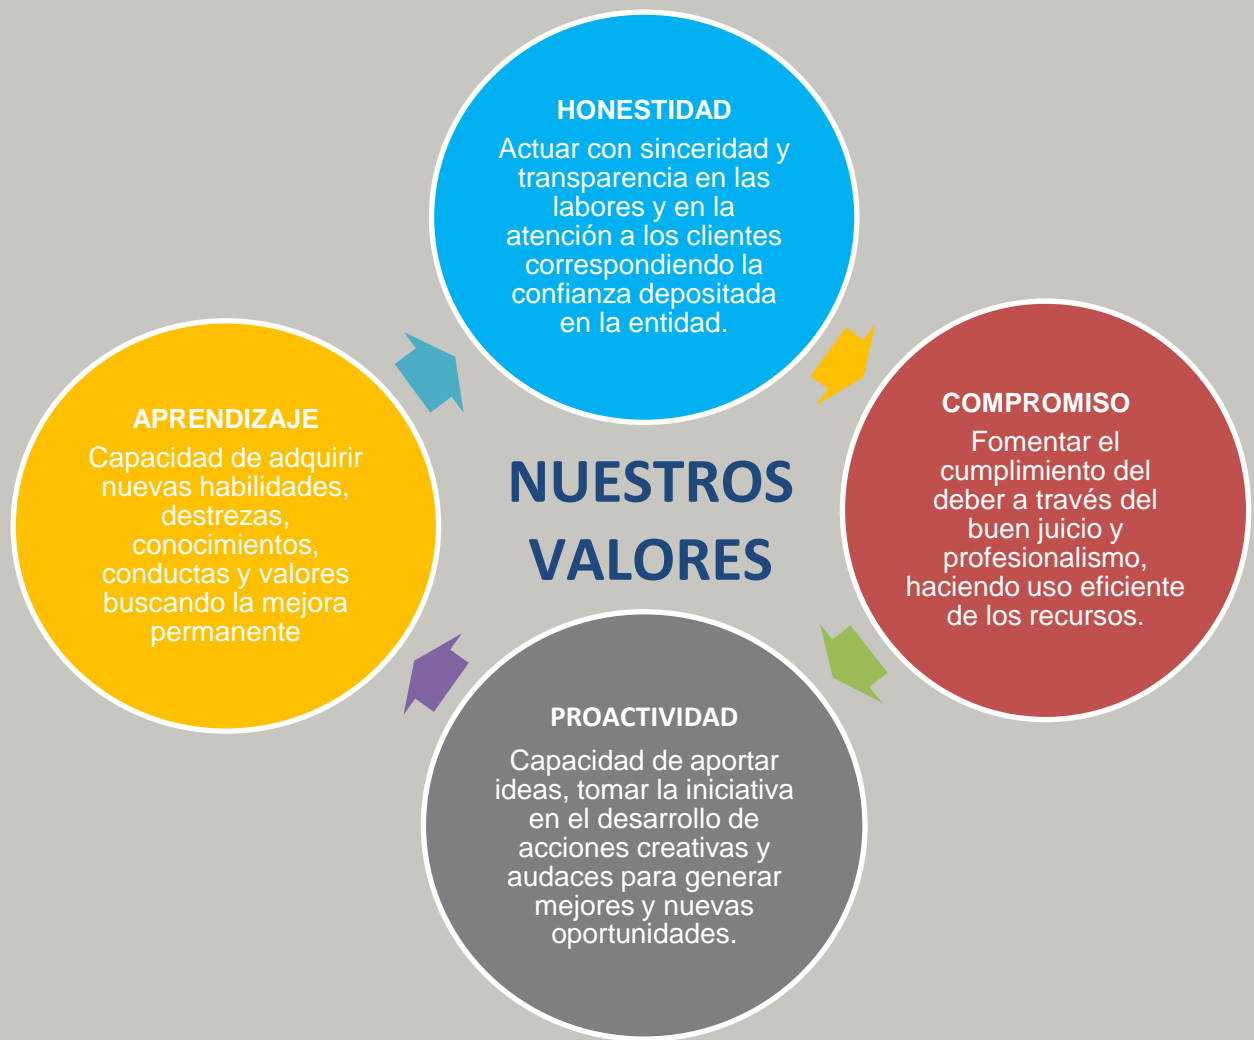 HONESTIDAD
Actuar con sinceridad y
transparencia en las
labores y en la
atención a los clientes
correspondiendo la
confianza depositada
en la entidad.
COMPROMISO
Fomentar el
cumplimiento del
deber a través del
buen juicio y
profesionalismo,
haciendo uso eficiente
de los recursos.
APRENDIZAJE
Capacidad de adquirir
nuevas habilidades,
destrezas,
conocimientos,
conductas y valores
buscando la mejora
permanente
NUESTROS
VALORES
PROACTIVIDAD
Capacidad de aportar
ideas, tomar la iniciativa
en el desarrollo de
acciones creativas y
audaces para generar
mejores y nuevas
oportunidades.